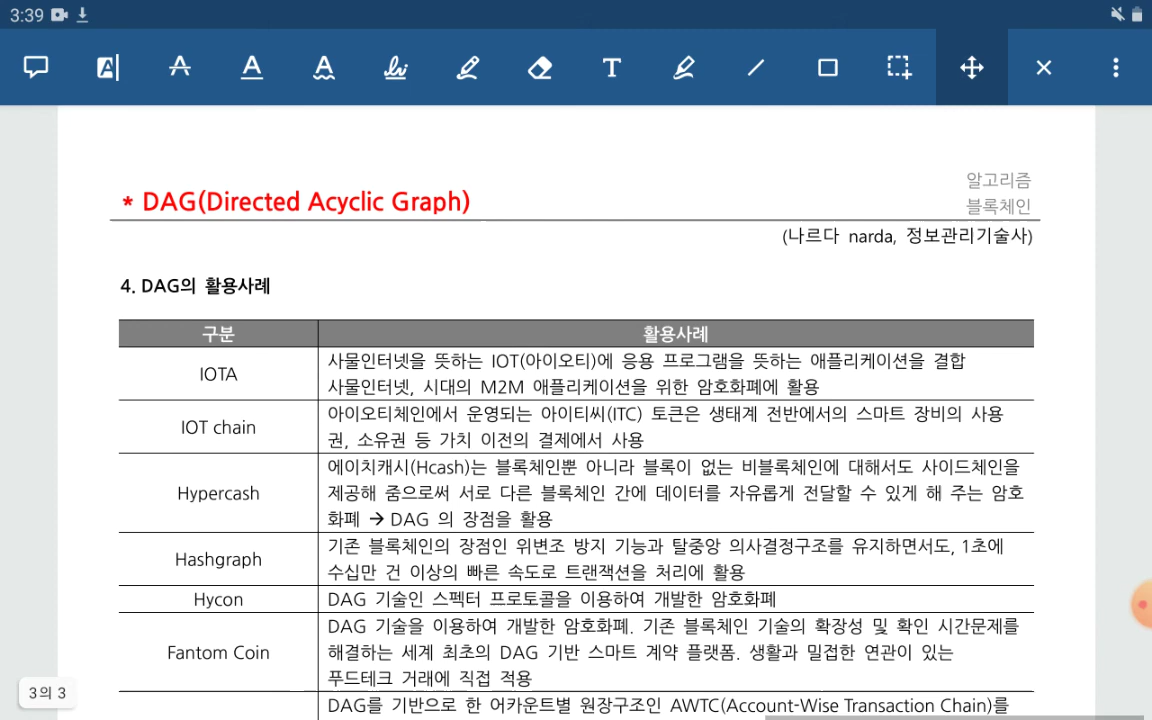 3:39
* DAG(Directed Acyclic Graph)
알고리즘
블록체인
(나르다 narda, 정보관리기술사)
4. DAG의 활용사례
구분 활용사례
IOTA
사물인터넷을 뜻하는 IOT(아이오티)에 응용 프로그램을 뜻하는 애플리케이션을 결합
사물인터넷, 시대의 M2M 애플리케이션을 위한 암호화폐에 활용
IOT chain
아이오티체인에서 운영되는 아이티씨(ITC) 토큰은 생태계 전반에서의 스마트 장비의 사용
권, 소유권 등 가치 이전의 결제에서 사용
Hypercash
에이치캐시(Hcash)는 블록체인뿐 아니라 블록이 없는 비블록체인에 대해서도 사이드체인을
제공해 줌으로써 서로 다른 블록체인 간에 데이터를 자유롭게 전달할 수 있게 해 주는 암호
화폐 → DAG 의 장점을 활용
Hashgraph
기존 블록체인의 장점인 위변조 방지 기능과 탈중앙 의사결정구조를 유지하면서도, 1초에
수십만 건 이상의 빠른 속도로 트랜잭션을 처리에 활용
Hycon DAG 기술인 스펙터 프로토콜을 이용하여 개발한 암호화폐
Fantom Coin
DAG 기술을 이용하여 개발한 암호화폐. 기존 블록체인 기술의 확장성 및 확인 시간문제를
해결하는 세계 최초의 DAG 기반 스마트 계약 플랫폼. 생활과 밀접한 연관이 있는
푸드테크 거래에 직접 적용
DAG를 기반으로 한 어카운트별 원장구조인 AWTC(Account-Wise Transaction Chain)를
3의 3